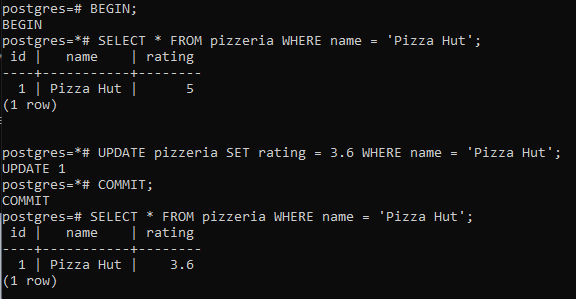 postgres=# BEGIN;
BEGIN
postgres=*# SELECT * FROM pizzeria WHERE name = 'Pizza Hut';
 id |   name    | rating
----+-----------+--------
  1 | Pizza Hut |      5
(1 row)

postgres=*# UPDATE pizzeria SET rating = 3.6 WHERE name = 'Pizza Hut';
UPDATE 1
postgres=*# COMMIT;
COMMIT
postgres=# SELECT * FROM pizzeria WHERE name = 'Pizza Hut';
 id |   name    | rating
----+-----------+--------
  1 | Pizza Hut |    3.6
(1 row)